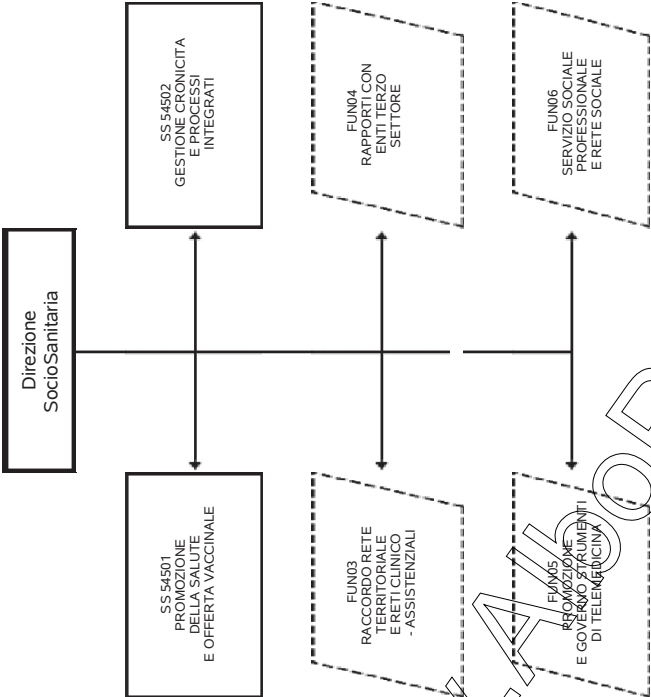 Direzione
SocioSanitaria
SS 54501
PROMOZIONE
DELLA SALUTE
E OFFERTA VACCINALE
SS 54502
GESTIONE CRONICITA
E PROCESSI
INTEGRATI
FUN03
RACCORDO RETE
TERRITORIALE
E RETI CLINICO
- ASSISTENZIALI
FUN04
RAPPORTI CON
ENTI TERZO
SETTORE
FUN05
PROMOZIONE
E GOVERNO STRUMENTI
DI TELEMEDICINA
FUN06
SERVIZIO SOCIALE
PROFESSIONALE
E RETE SOCIALE